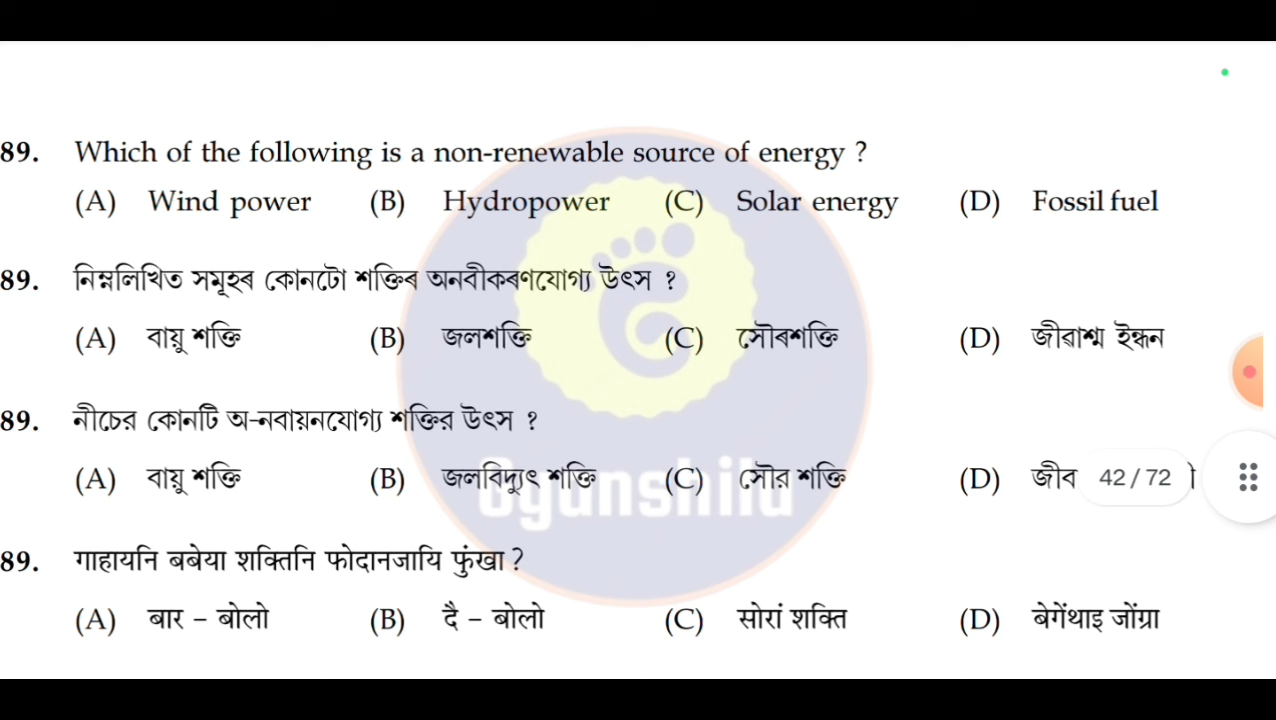 89. Which of the following is a non-renewable source of energy ?
(A) Wind power (B) Hydropower (C) Solar energy (D) Fossil fuel
89. নিম্নলিখিত সমূহৰ কোনটো শক্তিৰ অনবীকৰণযোগ্য উৎস ?
(A) বায়ু শক্তি (B) জলশক্তি (C) সৌৰশক্তি (D) জীৱাশ্ম ইন্ধন
89. নীচের কোনটি অ-নবায়নযোগ্য শক্তির উৎস ?
(A) বায়ু শক্তি (B) জলবিদ্যুৎ শক্তি (C) সৌর শক্তি (D) জীব
42 / 72
Gyanshila
89. गाहायनि बबेया शक्तिनि फोदानजायि फुंखा ?
(A) बार – बोलो (B) दै – बोलो (C) सोरां शक्ति (D) बेगेंथाइ जोंग्रा